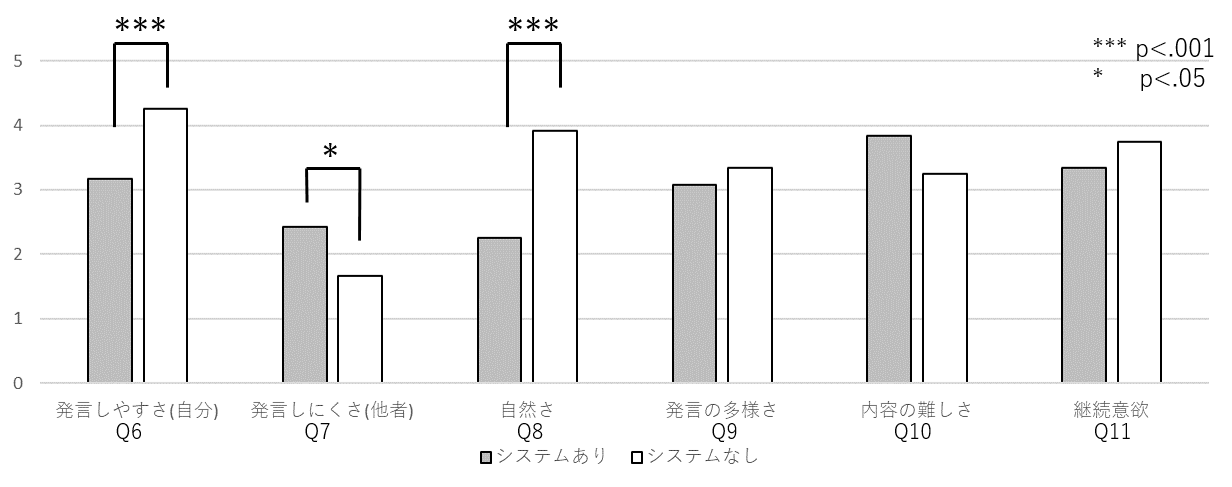 *** ***
*** p<.001
5
* p<.05
4
*
3
2
1
0
発言しやすさ(自分) 発言しにくさ(他者) 自然さ 発言の多様さ 内容の難しさ 継続意欲
Q6 Q7 Q8 Q9 Q10 Q11
システムあり システムなし